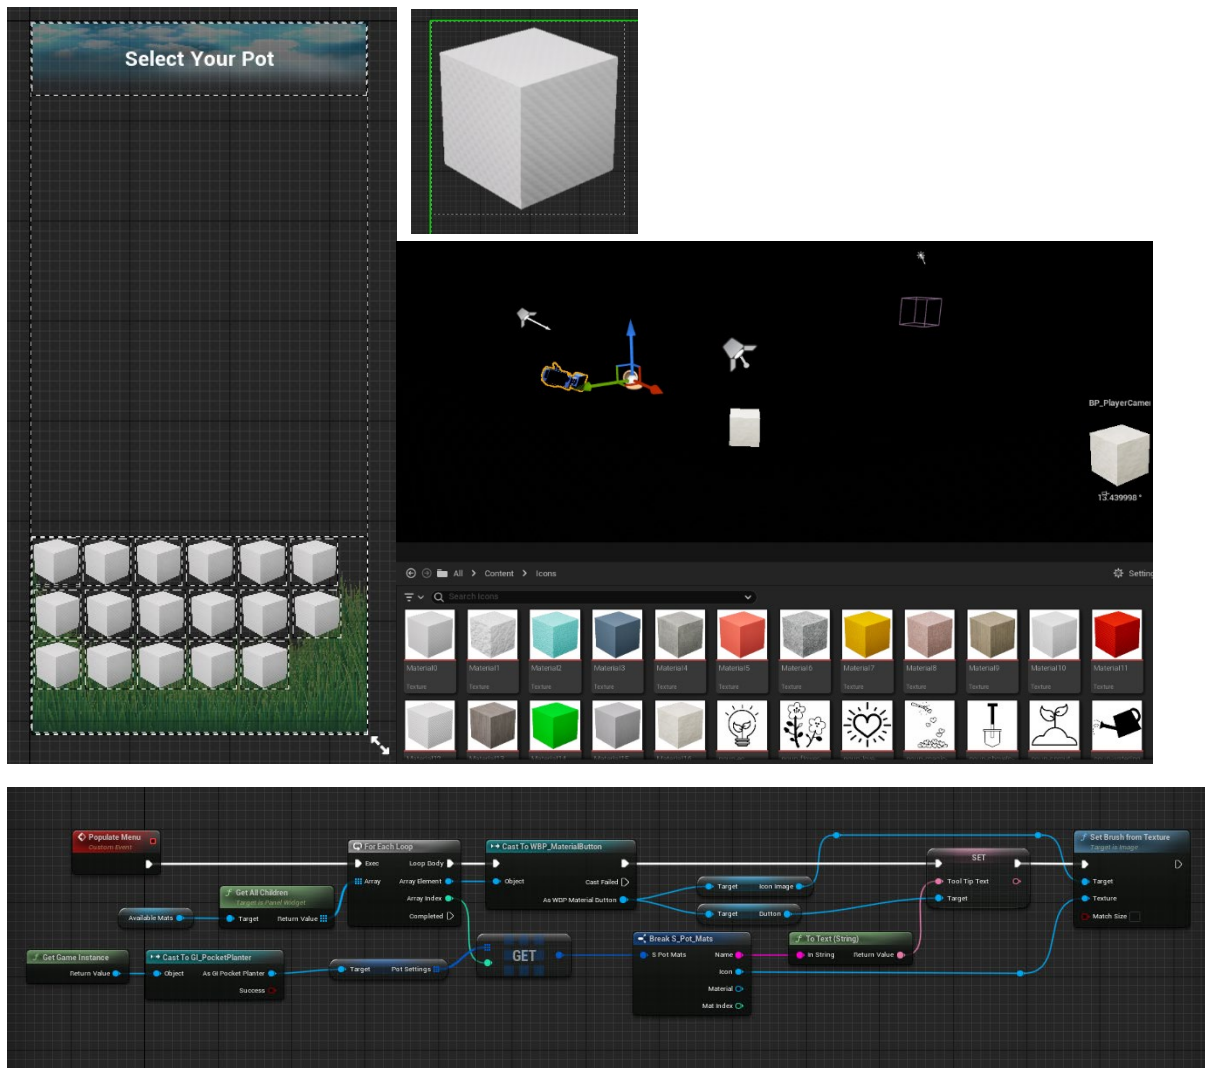 Select Your Pot
BP_PlayerCamer
13.439998 °
All > Content > Icons
Setting
Search Icons
Material0
Material1
Material2
Material3
Material4
Material5
Material6
Material7
Material8
Material9
Material10
Material11
Texture
Texture
Texture
Texture
Texture
Texture
Texture
Texture
Texture
Texture
Texture
Texture
Populate Menu
Custom Event
Get All Children
Target is Panel Widget
Available Mats
Target
Return Value
Get Game Instance
Return Value
Cast To GI_PocketPlanter
Object
As GI Pocket Planter
Success
Target
Pot Settings
For Each Loop
Exec
Loop Body
Array
Array Element
Array Index
Completed
GET
Cast To WBP_MaterialButton
Object
Cast Failed
As WBP Material Button
Target
Icon Image
Target
Button
Break S_Pot_Mats
S Pot Mats
Name
Icon
Material
Mat Index
To Text (String)
In String
Return Value
SET
Tool Tip Text
Target
Set Brush from Texture
Target is Image
Target
Texture
Match Size